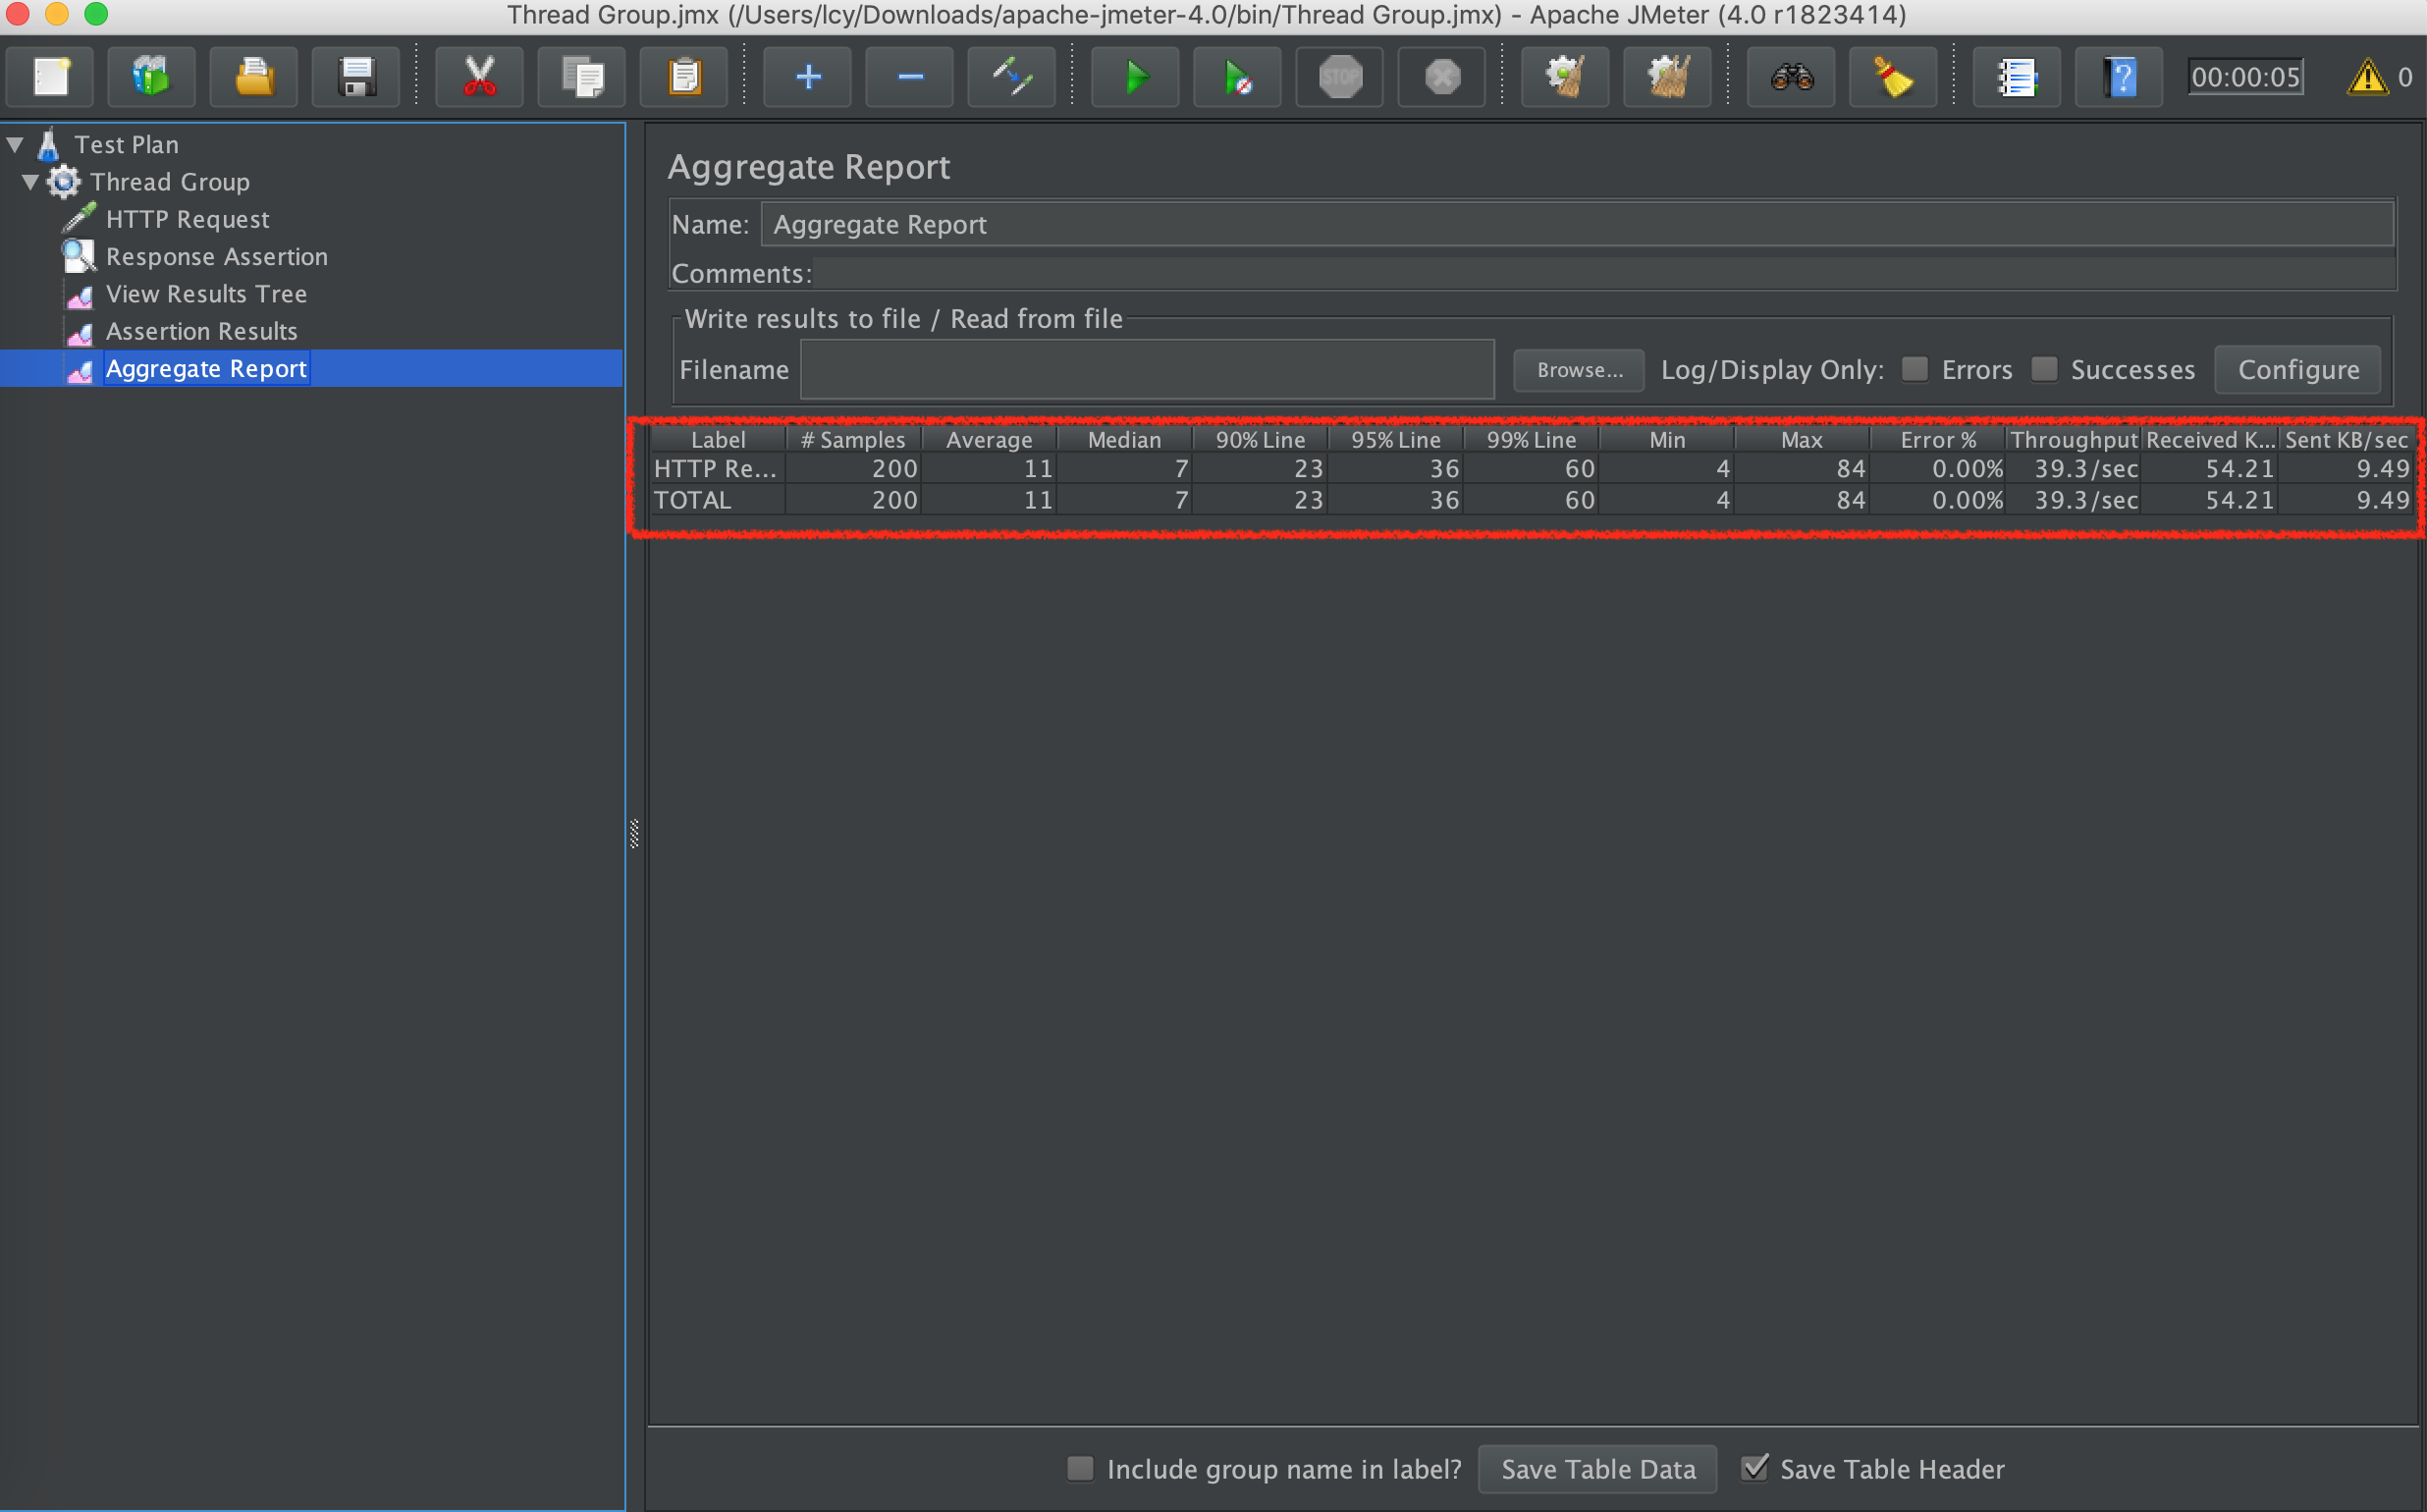 Thread Group.jmx (/Users/lcy/Downloads/apache-jmeter-4.0/bin/Thread Group.jmx) - Apache JMeter (4.0 r1823414)
STOP 00:00:05 0
Test Plan
Thread Group
HTTP Request
Response Assertion
View Results Tree
Assertion Results
Aggregate Report
Aggregate Report
Name: Aggregate Report
Comments:
Write results to file / Read from file
Filename Browse... Log/Display Only: Errors Successes Configure
Label # Samples Average Median 90% Line 95% Line 99% Line Min Max Error % Throughput Received K... Sent KB/sec
HTTP Re... 200 11 7 23 36 60 4 84 0.00% 39.3/sec 54.21 9.49
TOTAL 200 11 7 23 36 60 4 84 0.00% 39.3/sec 54.21 9.49
Include group name in label? Save Table Data Save Table Header